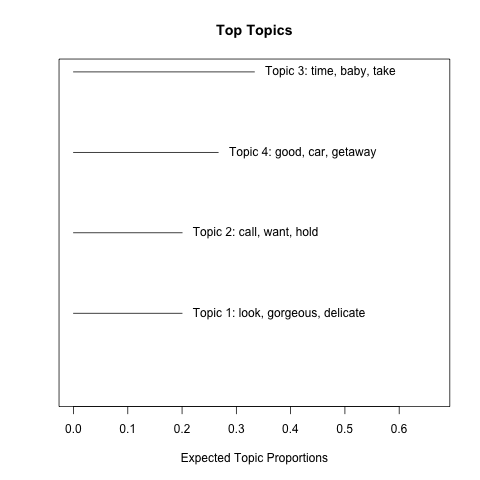 Top Topics
Topic 3: time, baby, take
Topic 4: good, car, getaway
Topic 2: call, want, hold
Topic 1: look, gorgeous, delicate
0.0 0.1 0.2 0.3 0.4 0.5 0.6
Expected Topic Proportions